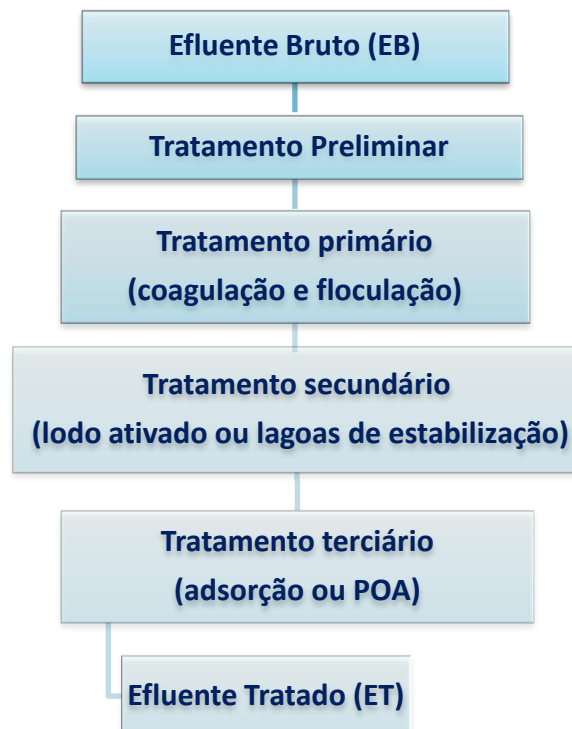 Efluente Bruto (EB)
Tratamento Preliminar
Tratamento primário
(coagulação e floculação)
Tratamento secundário
(lodo ativado ou lagoas de estabilização)
Tratamento terciário
(adsorção ou POA)
Efluente Tratado (ET)